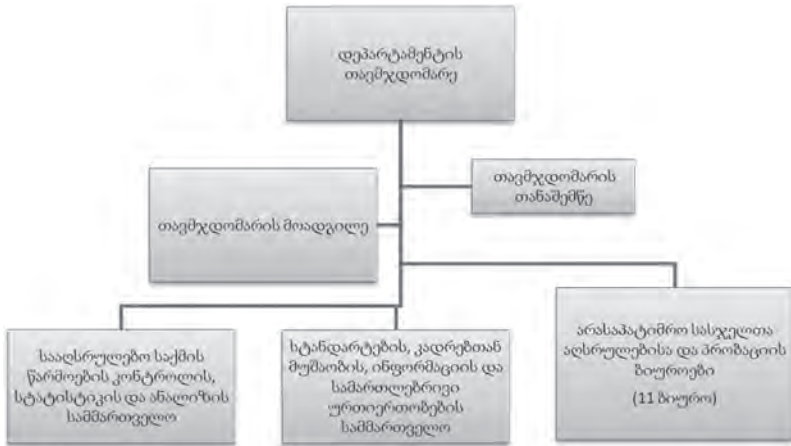 დეპარტამენტის
თავმჯდომარე
თავმჯდომარის
თანაშემწე
თავმჯდომარის მოადგილე
სააღსრულებო საქმის
წარმოების კონტროლის,
სტატისტიკის და ანალიზის
სამმართველო
სტანდარტების, კადრებთან
მუშაობის, ინფორმაციის და
სამართლებრივი
ურთიერთობების
სამმართველო
არასაპატიმრო სასჯელთა
აღსრულებისა და პრობაციის
ბიუროები
(11 ბიურო)